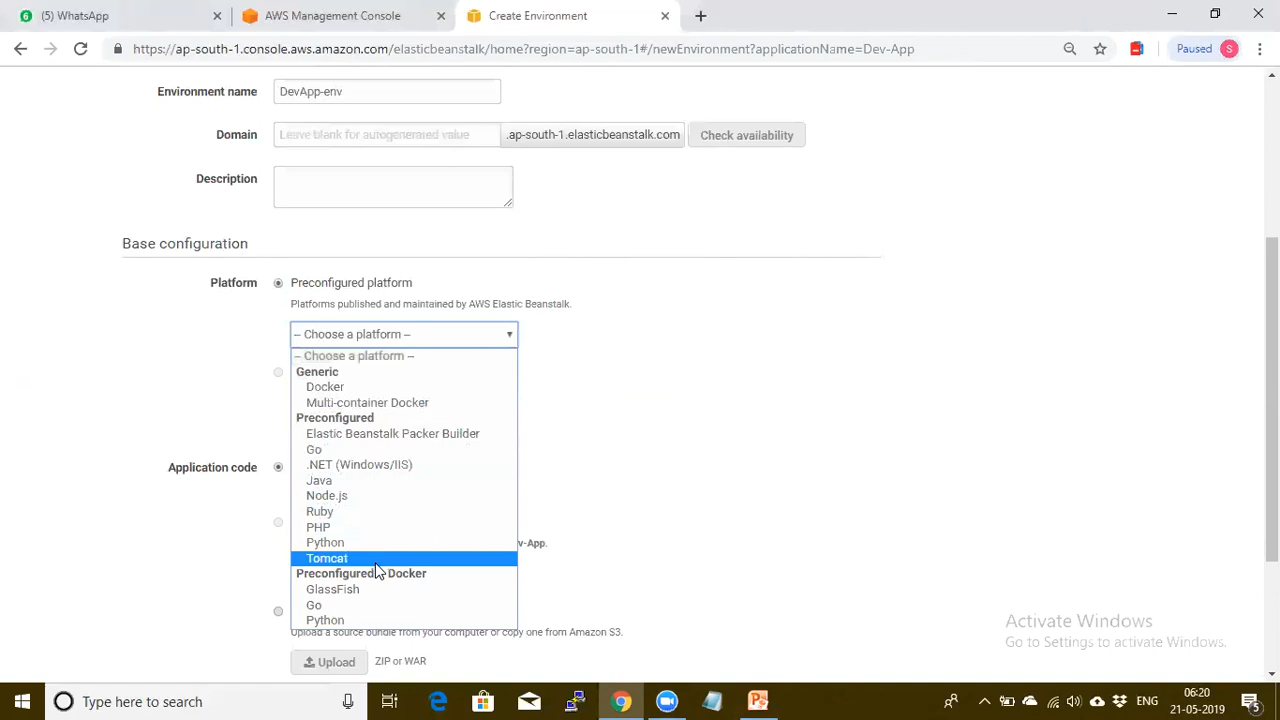 (5) WhatsApp
AWS Management Console
Create Environment
https://ap-south-1.console.aws.amazon.com/elasticbeanstalk/home?region=ap-south-1#/newEnvironment?applicationName=Dev-App
Paused
S
Environment name
DevApp-env
Domain
Leave blank for autogenerated value
.ap-south-1.elasticbeanstalk.com
Check availability
Description
Base configuration
Platform
Preconfigured platform
Platforms published and maintained by AWS Elastic Beanstalk.
-- Choose a platform --
-- Choose a platform --
Generic
Docker
Multi-container Docker
Preconfigured
Elastic Beanstalk Packer Builder
Go
.NET (Windows/IIS)
Java
Application code
Node.js
Ruby
PHP
Python
v-App.
Tomcat
Preconfigured Docker
GlassFish
Go
Python
Upload a source bundle from your computer or copy one from Amazon S3.
Upload
ZIP or WAR
Activate Windows
Go to Settings to activate Windows.
Type here to search
ENG
06:20
21-05-2019
5